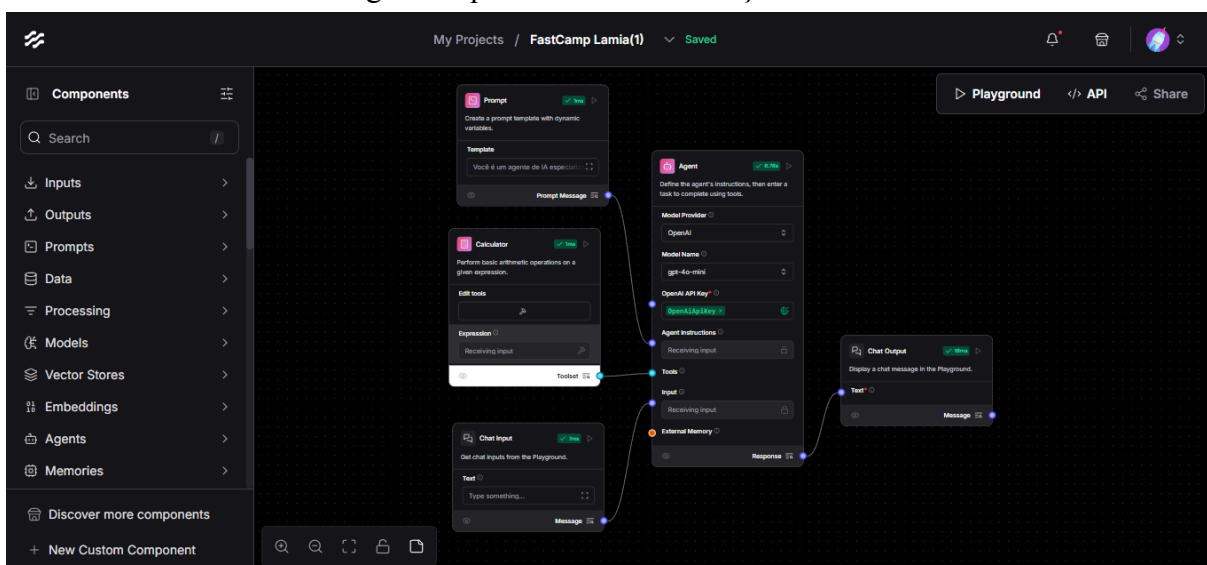 My Projects / FastCamp Lamia(1) Saved
Components
Search /
Inputs
Outputs
Prompts
Data
Processing
Models
Vector Stores
Embeddings
Agents
Memories
Discover more components
+ New Custom Component
Playground </> API Share
Prompt 1ms
Create a prompt template with dynamic
variables.
Template
Você é um agente de IA especiali
Prompt Message
Calculator 1ms
Perform basic arithmetic operations on a
given expression.
Edit tools
Expression
Receiving input
Toolset
Chat Input
Get chat inputs from the Playground.
Text
Type something...
Message
Agent
Define the agent's instructions, then enter a
task to complete using tools.
Model Provider
OpenAI
Model Name
gpt-4o-mini
OpenAI API Key*
OpenAiApiKey ×
Agent Instructions
Receiving input
Tools
Input
Receiving input
External Memory
Response
Chat Output
Display a chat message in the Playground.
Text*
Message